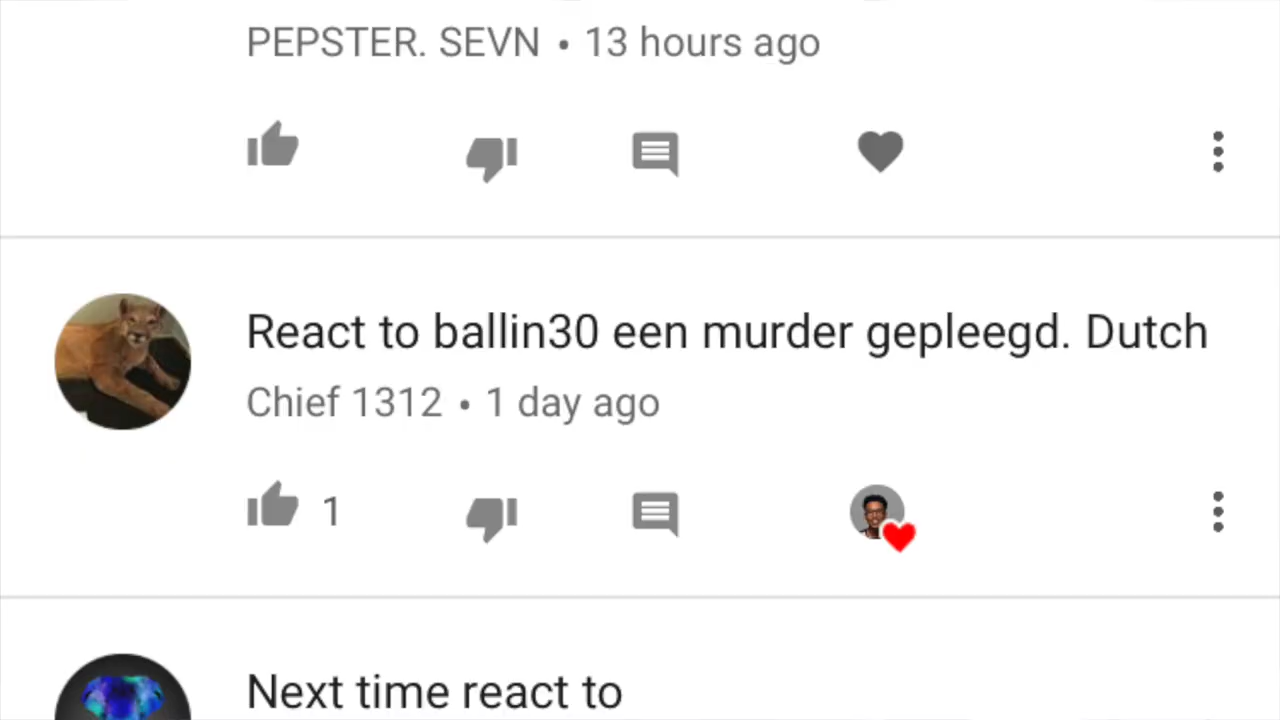 PEPSTER. SEVN • 13 hours ago
React to ballin30 een murder gepleegd. Dutch
Chief 1312 • 1 day ago
1
Next time react to